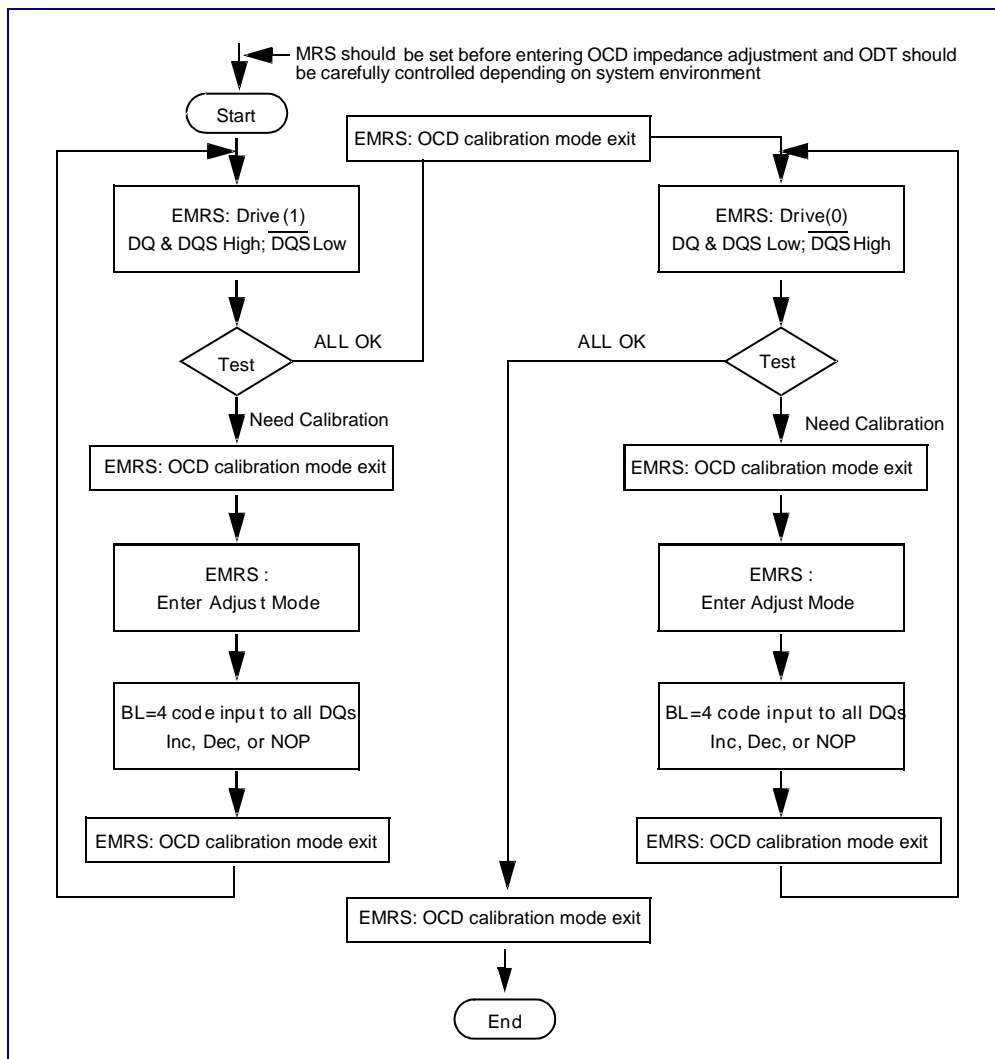 MRS should be set before entering OCD impedance adjustment and ODT should
be carefully controlled depending on system environment
Start
EMRS: OCD calibration mode exit
EMRS: Drive(1)
DQ & DQS High; D̅Q̅S̅ Low
Test
ALL OK
Need Calibration
EMRS: OCD calibration mode exit
EMRS :
Enter Adjust Mode
BL=4 code input to all DQs
Inc, Dec, or NOP
EMRS: OCD calibration mode exit
EMRS: Drive(0)
DQ & DQS Low; D̅Q̅S̅ High
Test
ALL OK
Need Calibration
EMRS: OCD calibration mode exit
EMRS :
Enter Adjust Mode
BL=4 code input to all DQs
Inc, Dec, or NOP
EMRS: OCD calibration mode exit
EMRS: OCD calibration mode exit
End